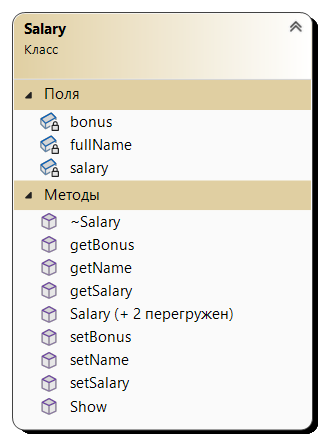 Salary
Класс
Поля
bonus
fullName
salary
Методы
~Salary
getBonus
getName
getSalary
Salary (+ 2 перегружен)
setBonus
setName
setSalary
Show